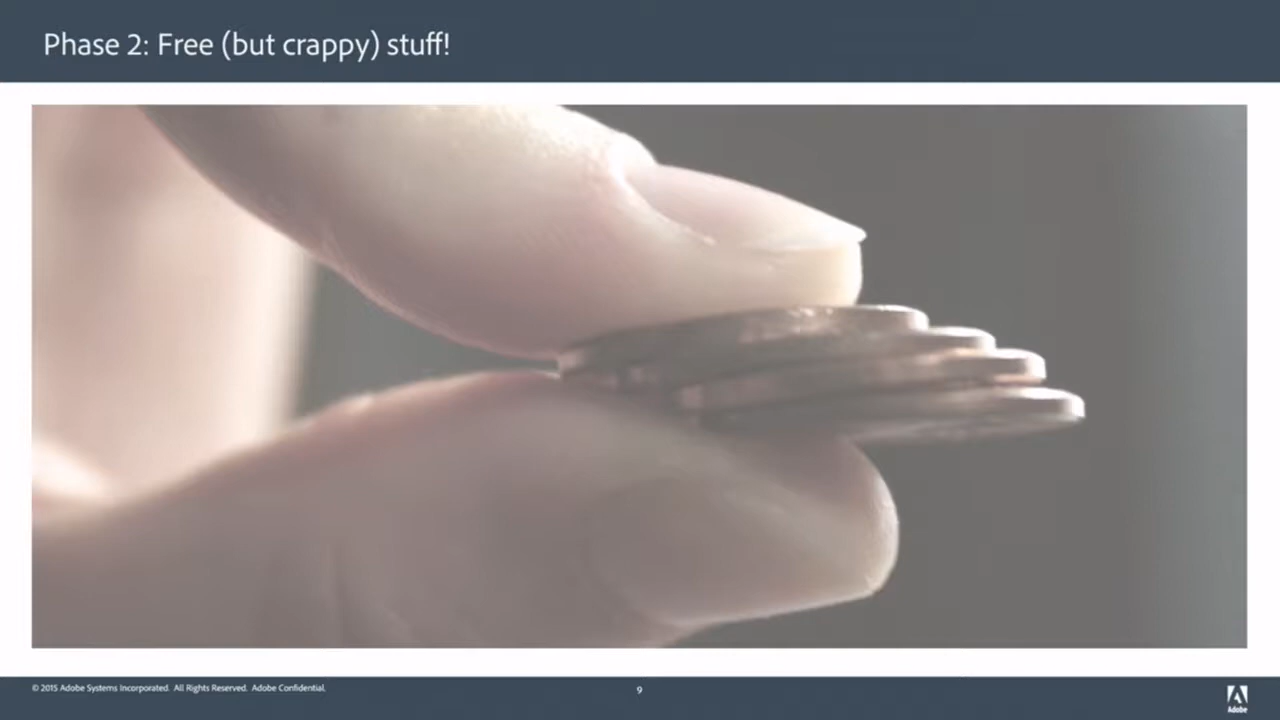 Phase 2: Free (but crappy) stuff!
© 2015 Adobe Systems Incorporated. All Rights Reserved. Adobe Confidential.
9
Adobe